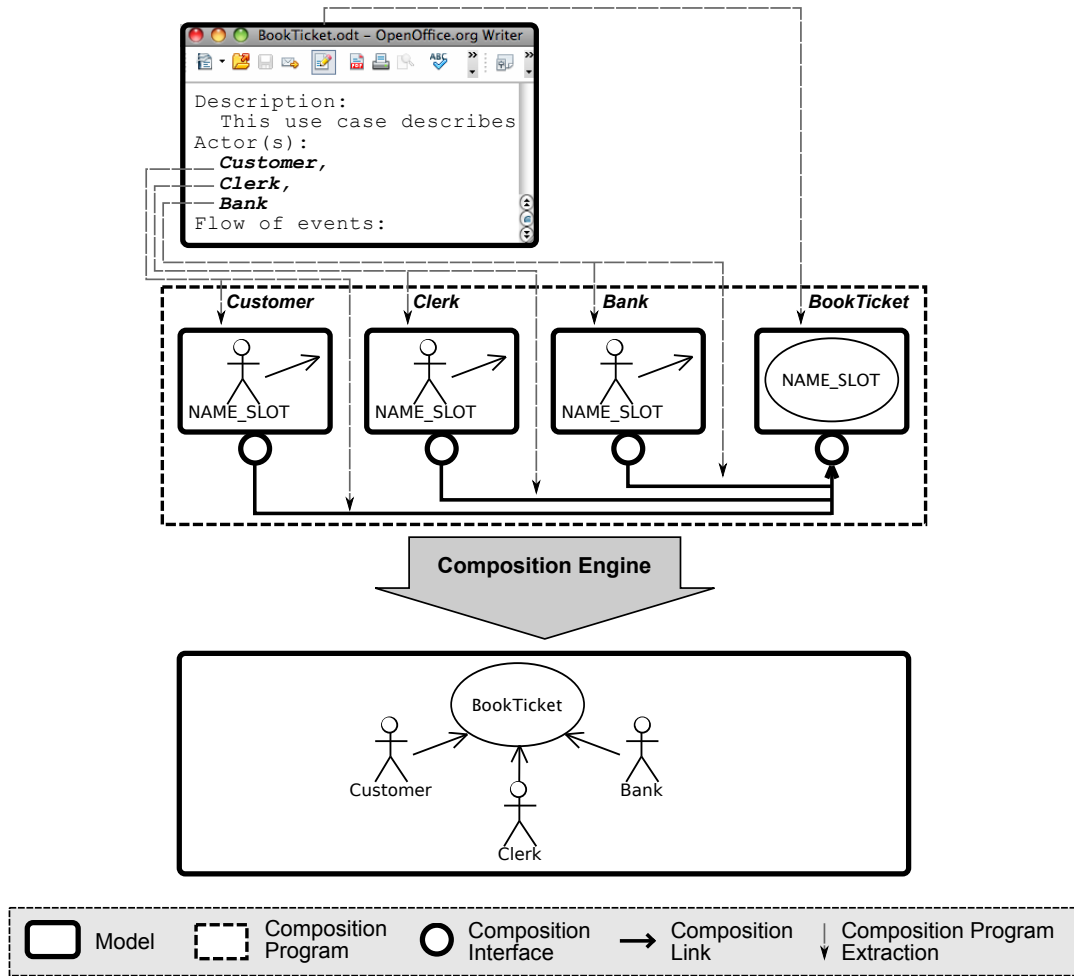 BookTicket.odt – OpenOffice.org Writer
ABC
PDF
Description:
This use case describes
Actor(s):
Customer,
Clerk,
Bank
Flow of events:
Customer Clerk Bank BookTicket
NAME_SLOT NAME_SLOT NAME_SLOT NAME_SLOT
Composition Engine
BookTicket
Customer Bank
Clerk
Model
Composition
Program
Composition
Interface
Composition
Link
Composition Program
Extraction